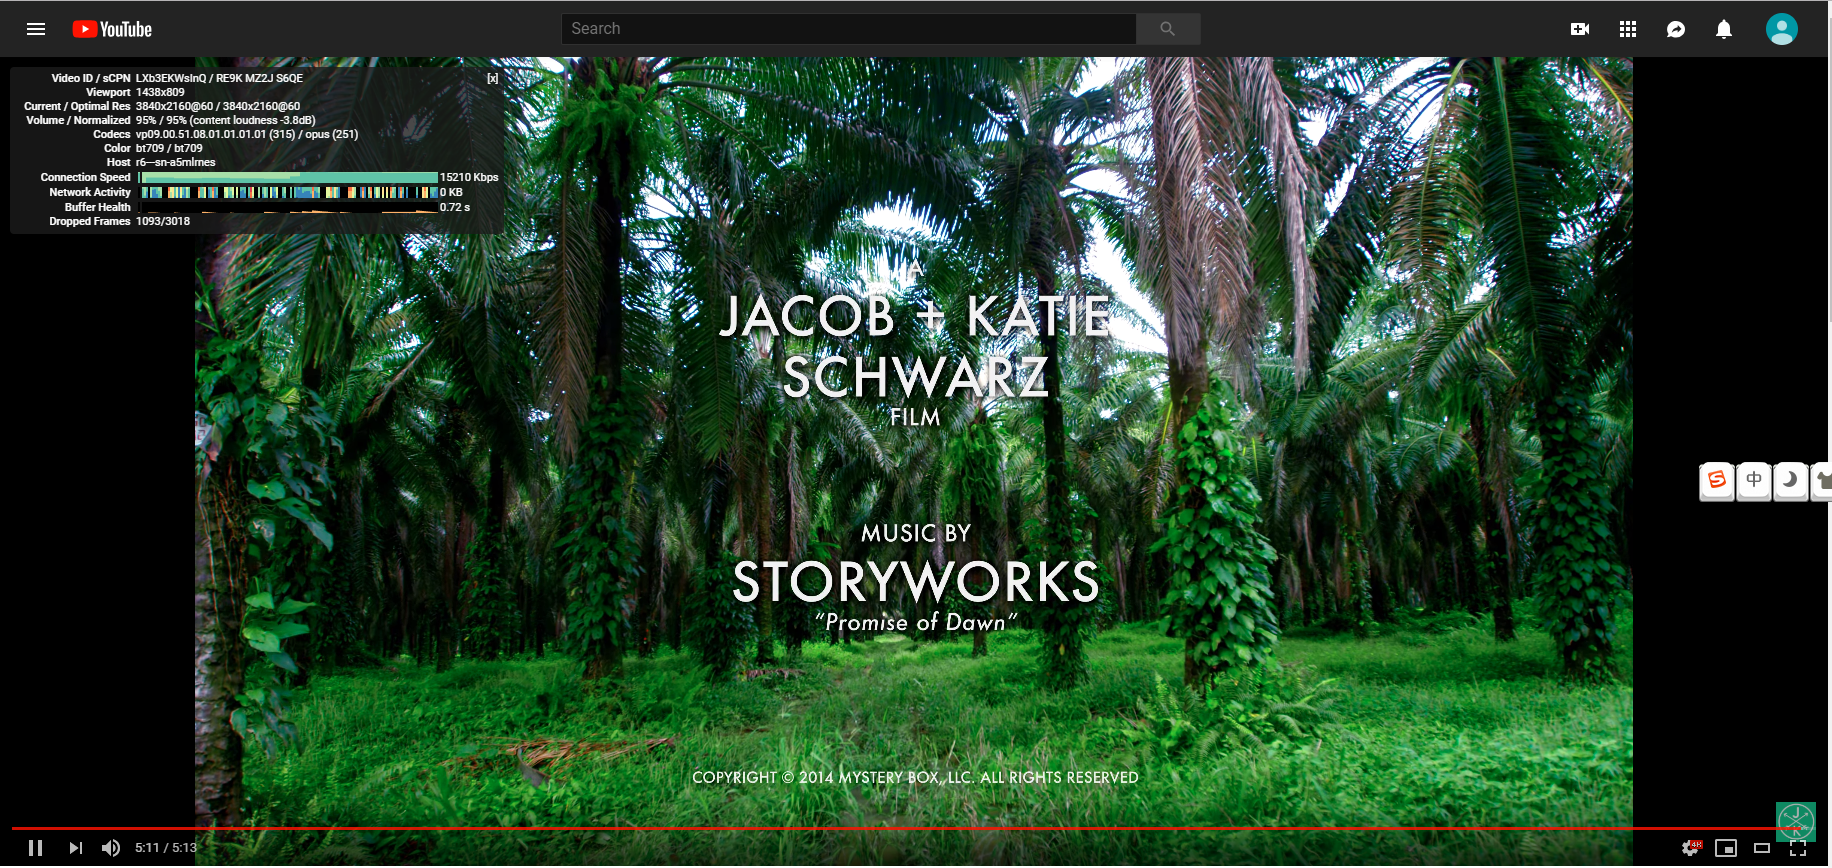 YouTube
Search
Video ID / sCPN LXb3EKWsInQ / RE9K MZ2J S6QE [x]
Viewport 1438x809
Current / Optimal Res 3840x2160@60 / 3840x2160@60
Volume / Normalized 95% / 95% (content loudness -3.8dB)
Codecs vp09.00.51.08.01.01.01.01 (315) / opus (251)
Color bt709 / bt709
Host r6---sn-a5mlrnes
Connection Speed 15210 Kbps
Network Activity 0 KB
Buffer Health 0.72 s
Dropped Frames 1093/3018
A
JACOB + KATIE
SCHWARZ
FILM
中
MUSIC BY
STORYWORKS
“Promise of Dawn”
COPYRIGHT © 2014 MYSTERY BOX, LLC. ALL RIGHTS RESERVED
5:11 / 5:13
4K